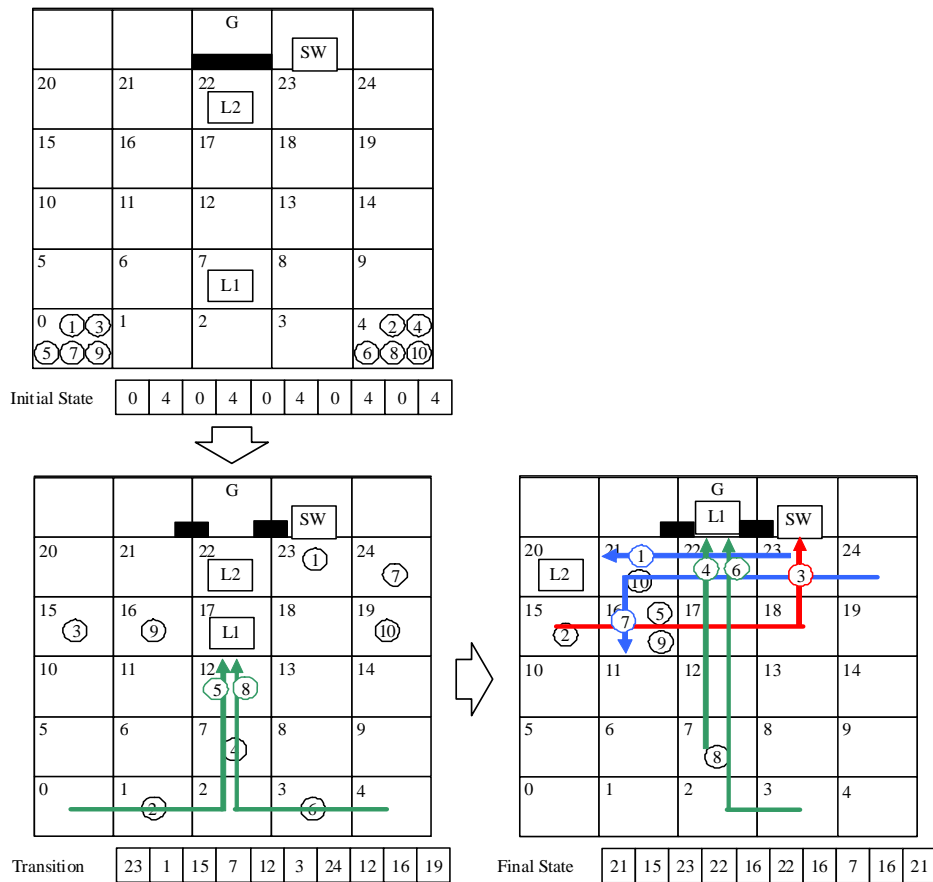 G
SW
20 21 22 23 24
L2
15 16 17 18 19
10 11 12 13 14
5 6 7 8 9
L1
0 1 3 1 2 3 4 2 4
5 7 9 6 8 10
Initial State 0 4 0 4 0 4 0 4 0 4
G
SW
20 21 22 23 24
L2 1 7
15 16 17 18 19
3 9 L1 10
10 11 12 13 14
5 8
5 6 7 8 9
4
0 1 2 3 4
2 6
Transition 23 1 15 7 12 3 24 12 16 19
G
L1 SW
20 21 22 23 24
1
L2 10 4 6 3
15 16 17 18 19
5
7
2 9
10 11 12 13 14
5 6 7 8 9
8
0 1 2 3 4
Final State 21 15 23 22 16 22 16 7 16 21